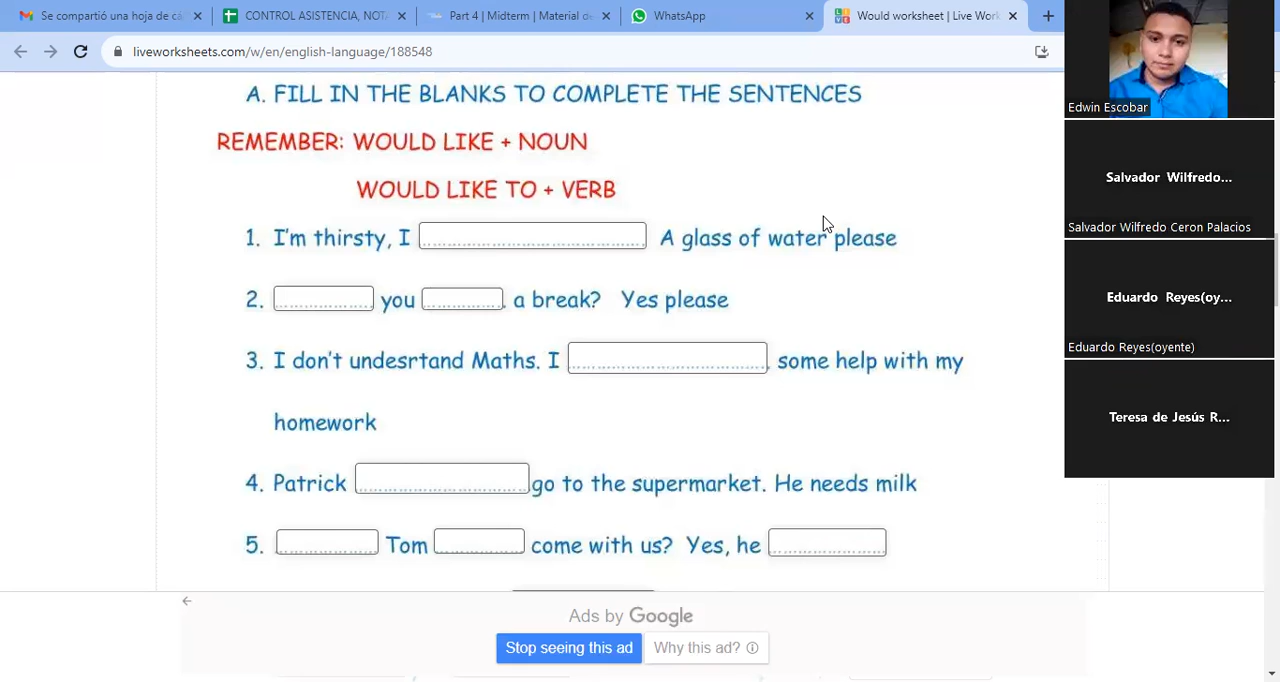 Se compartió una hoja de cá
CONTROL ASISTENCIA, NOTA
Part 4 | Midterm | Material de
WhatsApp
Would worksheet | Live Work
liveworksheets.com/w/en/english-language/188548
A. FILL IN THE BLANKS TO COMPLETE THE SENTENCES
REMEMBER: WOULD LIKE + NOUN
WOULD LIKE TO + VERB
1. I'm thirsty, I A glass of water please
2. you a break? Yes please
3. I don't undesrtand Maths. I some help with my
homework
4. Patrick go to the supermarket. He needs milk
5. Tom come with us? Yes, he
Ads by Google
Stop seeing this ad Why this ad?
Edwin Escobar
Salvador Wilfredo...
Salvador Wilfredo Ceron Palacios
Eduardo Reyes(oy...
Eduardo Reyes(oyente)
Teresa de Jesús R...